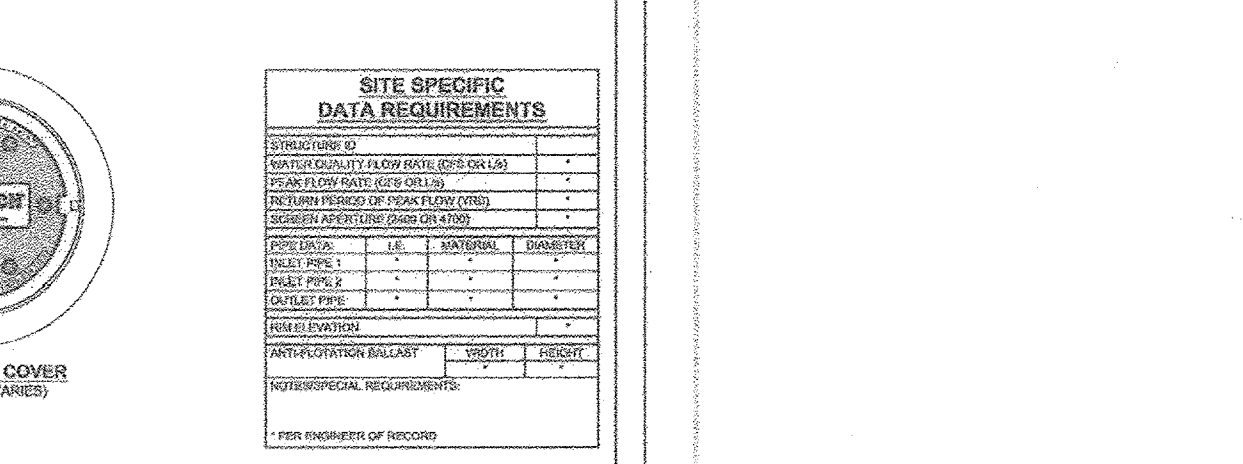 SITE SPECIFIC
DATA REQUIREMENTS
STRUCTURE ID
WATER QUALITY FLOW RATE (CFS OR L/s) *
PEAK FLOW RATE (CFS OR L/s) *
RETURN PERIOD OF PEAK FLOW (YRS) *
SCREEN APERTURE (2400 OR 4700) *
PIPE DATA: I.E. MATERIAL DIAMETER
INLET PIPE 1 * * *
INLET PIPE 2 * * *
OUTLET PIPE * * *
RIM ELEVATION *
ANTI-FLOTATION BALLAST WIDTH HEIGHT
* *
NOTES/SPECIAL REQUIREMENTS:
* PER ENGINEER OF RECORD
COVER